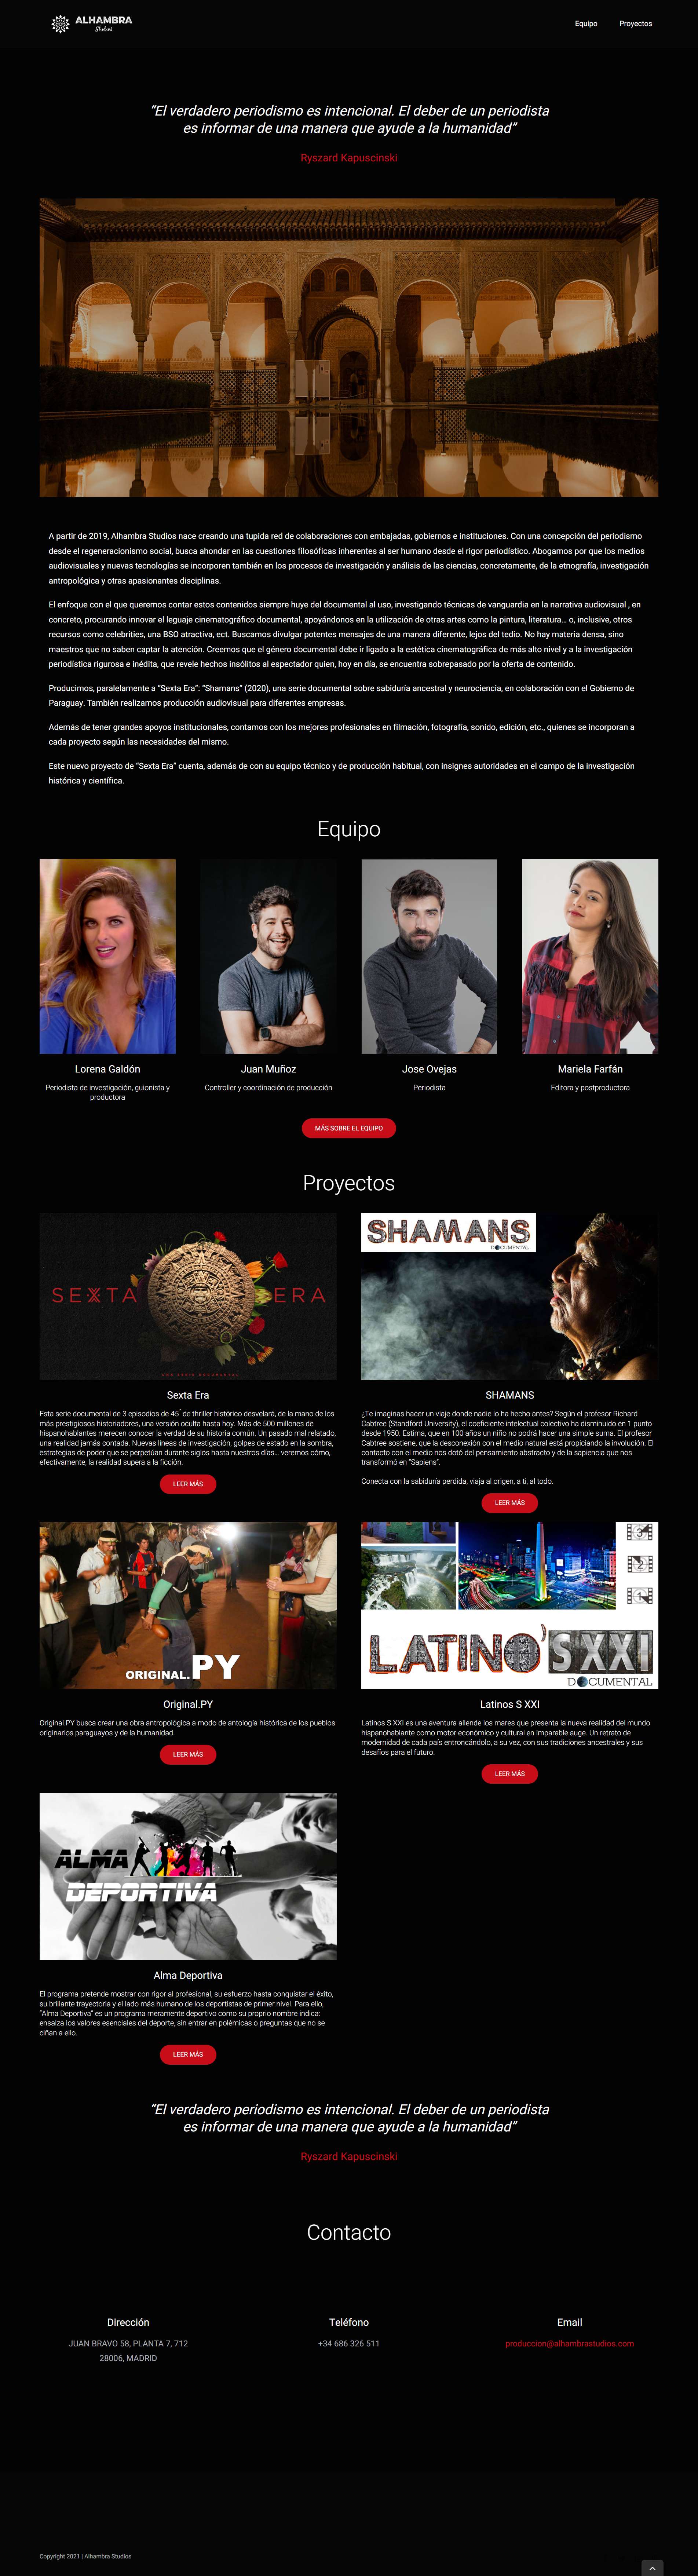 ALHAMBRA
Studios
Equipo
Proyectos
“El verdadero periodismo es intencional. El deber de un periodista
es informar de una manera que ayude a la humanidad”
Ryszard Kapuscinski
A partir de 2019, Alhambra Studios nace creando una tupida red de colaboraciones con embajadas, gobiernos e instituciones. Con una concepción del periodismo
desde el regeneracionismo social, busca ahondar en las cuestiones filosóficas inherentes al ser humano desde el rigor periodístico. Abogamos por que los medios
audiovisuales y nuevas tecnologías se incorporen también en los procesos de investigación y análisis de las ciencias, concretamente, de la etnografía, investigación
antropológica y otras apasionantes disciplinas.
El enfoque con el que queremos contar estos contenidos siempre huye del documental al uso, investigando técnicas de vanguardia en la narrativa audiovisual , en
concreto, procurando innovar el leguaje cinematográfico documental, apoyándonos en la utilización de otras artes como la pintura, literatura… o, inclusive, otros
recursos como celebrities, una BSO atractiva, ect. Buscamos divulgar potentes mensajes de una manera diferente, lejos del tedio. No hay materia densa, sino
maestros que no saben captar la atención. Creemos que el género documental debe ir ligado a la estética cinematográfica de más alto nivel y a la investigación
periodística rigurosa e inédita, que revele hechos insólitos al espectador quien, hoy en día, se encuentra sobrepasado por la oferta de contenido.
Producimos, paralelamente a “Sexta Era”: “Shamans” (2020), una serie documental sobre sabiduría ancestral y neurociencia, en colaboración con el Gobierno de
Paraguay. También realizamos producción audiovisual para diferentes empresas.
Además de tener grandes apoyos institucionales, contamos con los mejores profesionales en filmación, fotografía, sonido, edición, etc., quienes se incorporan a
cada proyecto según las necesidades del mismo.
Este nuevo proyecto de “Sexta Era” cuenta, además de con su equipo técnico y de producción habitual, con insignes autoridades en el campo de la investigación
histórica y científica.
Equipo
Lorena Galdón
Periodista de investigación, guionista y
productora
Juan Muñoz
Controller y coordinación de producción
Jose Ovejas
Periodista
Mariela Farfán
Editora y postproductora
MÁS SOBRE EL EQUIPO
Proyectos
SEXTA ERA
UNA SERIE DOCUMENTAL
Sexta Era
Esta serie documental de 3 episodios de 45´ de thriller histórico desvelará, de la mano de los
más prestigiosos historiadores, una versión oculta hasta hoy. Más de 500 millones de
hispanohablantes merecen conocer la verdad de su historia común. Un pasado mal relatado,
una realidad jamás contada. Nuevas líneas de investigación, golpes de estado en la sombra,
estrategias de poder que se perpetúan durante siglos hasta nuestros días… veremos cómo,
efectivamente, la realidad supera a la ficción.
LEER MÁS
SHAMANS
DOCUMENTAL
SHAMANS
¿Te imaginas hacer un viaje donde nadie lo ha hecho antes? Según el profesor Richard
Cabtree (Standford University), el coeficiente intelectual colectivo ha disminuido en 1 punto
desde 1950. Estima, que en 100 años un niño no podrá hacer una simple suma. El profesor
Cabtree sostiene, que la desconexión con el medio natural está propiciando la involución. El
contacto con el medio nos dotó del pensamiento abstracto y de la sapiencia que nos
transformó en “Sapiens”.
Conecta con la sabiduría perdida, viaja al origen, a ti, al todo.
LEER MÁS
ORIGINAL.PY
Original.PY
Original.PY busca crear una obra antropológica a modo de antología histórica de los pueblos
originarios paraguayos y de la humanidad.
LEER MÁS
3
2
1
LATINO'S XXI
DOCUMENTAL
Latinos S XXI
Latinos S XXI es una aventura allende los mares que presenta la nueva realidad del mundo
hispanohablante como motor económico y cultural en imparable auge. Un retrato de
modernidad de cada país entroncándolo, a su vez, con sus tradiciones ancestrales y sus
desafíos para el futuro.
LEER MÁS
ALMA
DEPORTIVA
Alma Deportiva
El programa pretende mostrar con rigor al profesional, su esfuerzo hasta conquistar el éxito,
su brillante trayectoria y el lado más humano de los deportistas de primer nivel. Para ello,
“Alma Deportiva” es un programa meramente deportivo como su propio nombre indica:
ensalza los valores esenciales del deporte, sin entrar en polémicas o preguntas que no se
ciñan a ello.
LEER MÁS
“El verdadero periodismo es intencional. El deber de un periodista
es informar de una manera que ayude a la humanidad”
Ryszard Kapuscinski
Contacto
Dirección
JUAN BRAVO 58, PLANTA 7, 712
28006, MADRID
Teléfono
+34 686 326 511
Email
produccion@alhambrastudios.com
Copyright 2021 | Alhambra Studios